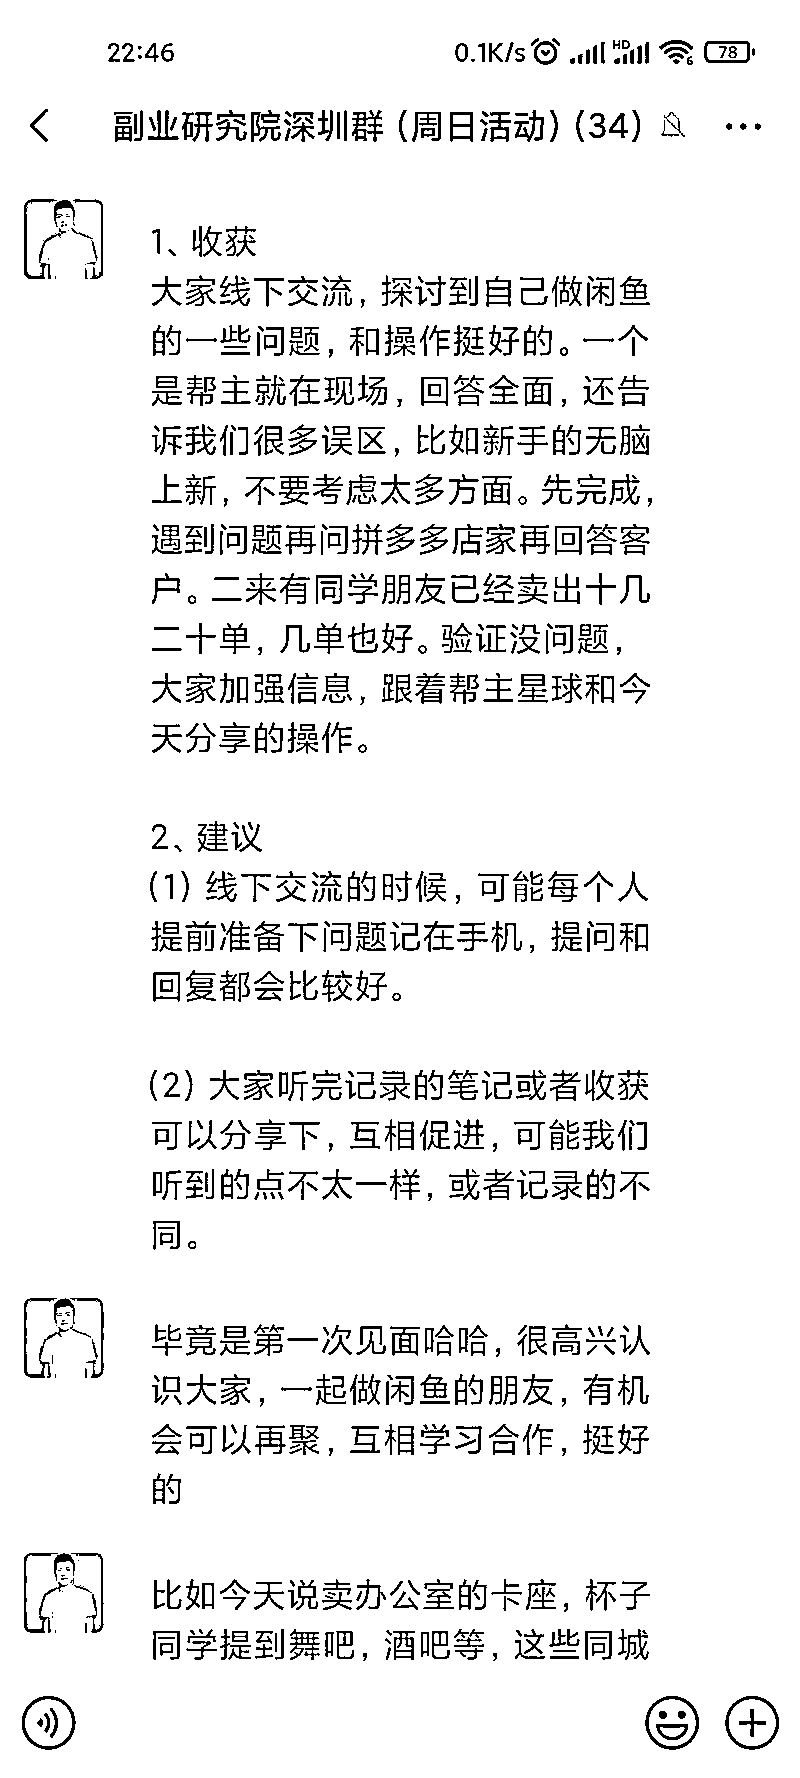 22:46 0.1K/s HD 6 78
副业研究院深圳群（周日活动）(34)
1、收获
大家线下交流，探讨到自己做闲鱼
的一些问题，和操作挺好的。一个
是帮主就在现场，回答全面，还告
诉我们很多误区，比如新手的无脑
上新，不要考虑太多方面。先完成，
遇到问题再问拼多多店家再回答客
户。二来有同学朋友已经卖出十几
二十单，几单也好。验证没问题，
大家加强信息，跟着帮主星球和今
天分享的操作。
2、建议
（1）线下交流的时候，可能每个人
提前准备下问题记在手机，提问和
回复都会比较好。
（2）大家听完记录的笔记或者收获
可以分享下，互相促进，可能我们
听到的点不太一样，或者记录的不
同。
毕竟是第一次见面哈哈，很高兴认
识大家，一起做闲鱼的朋友，有机
会可以再聚，互相学习合作，挺好
的
比如今天说卖办公室的卡座，杯子
同学提到舞吧，酒吧等，这些同城